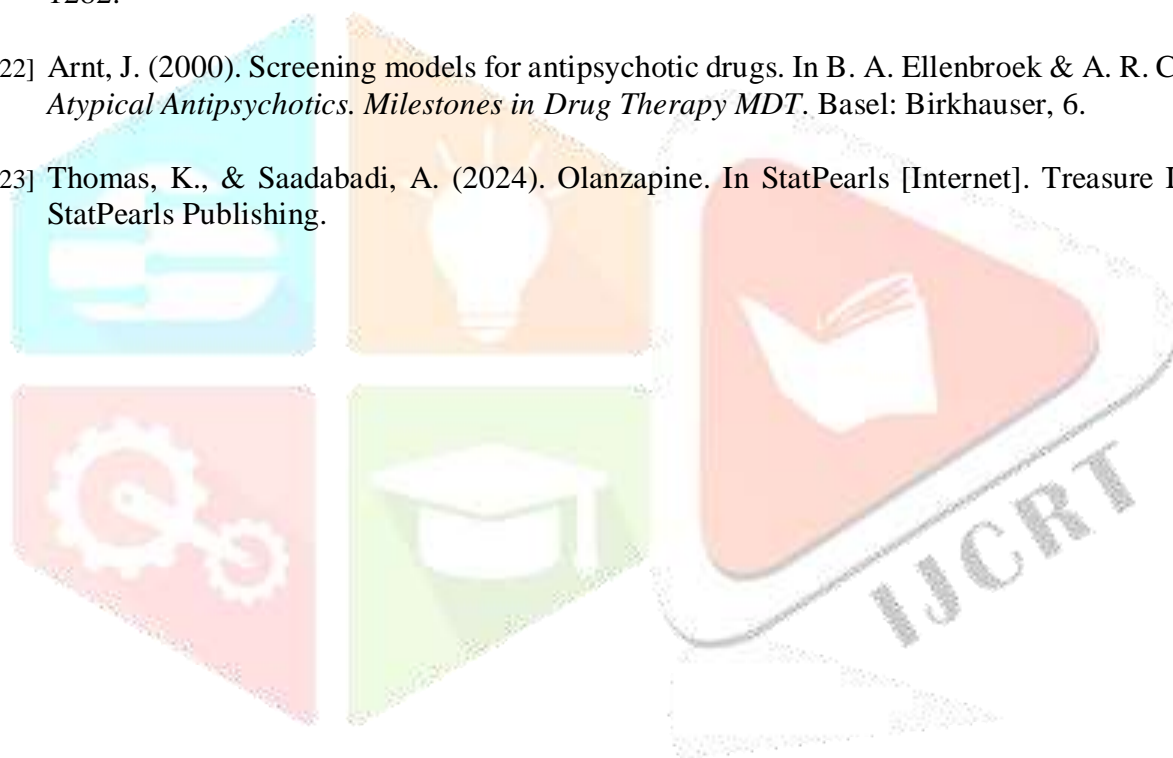 1282.
22] Arnt, J. (2000). Screening models for antipsychotic drugs. In B. A. Ellenbroek & A. R. C
Atypical Antipsychotics. Milestones in Drug Therapy MDT. Basel: Birkhauser, 6.
23] Thomas, K., & Saadabadi, A. (2024). Olanzapine. In StatPearls [Internet]. Treasure I
StatPearls Publishing.
IJCRT